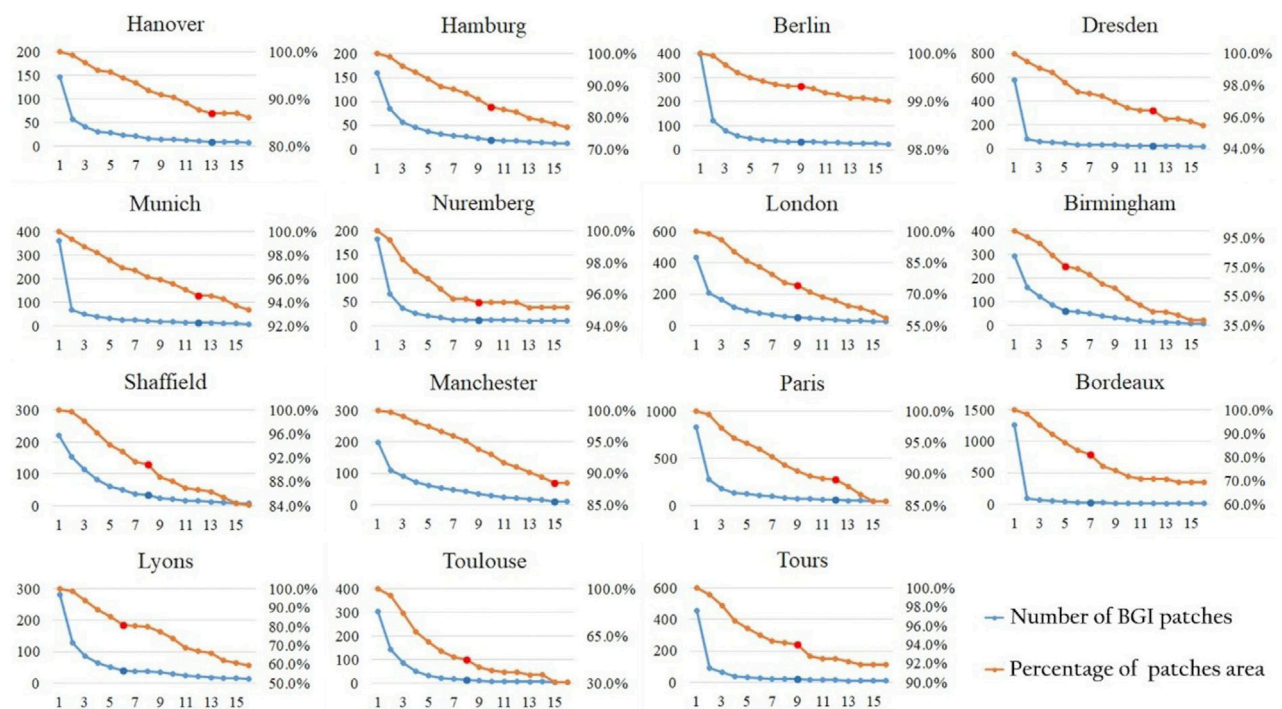 Hanover Hamburg Berlin Dresden
200 100.0% 200 100.0% 400 100.0% 800 100.0%
150 150 90.0% 300 600 98.0%
100 90.0% 100 200 99.0% 400
50 50 80.0% 100 200 96.0%
0 80.0% 0 70.0% 0 98.0% 0 94.0%
1 3 5 7 9 11 13 15 1 3 5 7 9 11 13 15 1 3 5 7 9 11 13 15 1 3 5 7 9 11 13 15
Munich Nuremberg London Birmingham
400 100.0% 200 100.0% 600 100.0% 400 95.0%
300 98.0% 150 98.0% 400 85.0% 300 75.0%
200 96.0% 100 96.0% 200 70.0% 200 55.0%
100 94.0% 50 100
0 92.0% 0 94.0% 0 55.0% 0 35.0%
1 3 5 7 9 11 13 15 1 3 5 7 9 11 13 15 1 3 5 7 9 11 13 15 1 3 5 7 9 11 13 15
Shaffield Manchester Paris Bordeaux
300 100.0% 300 100.0% 1000 100.0% 1500 100.0%
96.0% 95.0% 95.0% 90.0%
200 92.0% 200 500 1000 80.0%
100 88.0% 100 90.0% 90.0% 500 70.0%
0 84.0% 0 85.0% 0 85.0% 0 60.0%
1 3 5 7 9 11 13 15 1 3 5 7 9 11 13 15 1 3 5 7 9 11 13 15 1 3 5 7 9 11 13 15
Lyons Toulouse Tours
300 100.0% 400 100.0% 600 100.0%
90.0% 300 98.0%
200 80.0% 200 65.0% 400 96.0%
70.0% 94.0%
100 60.0% 100 200 92.0%
0 50.0% 0 30.0% 0 90.0%
1 3 5 7 9 11 13 15 1 3 5 7 9 11 13 15 1 3 5 7 9 11 13 15
Number of BGI patches
Percentage of patches area